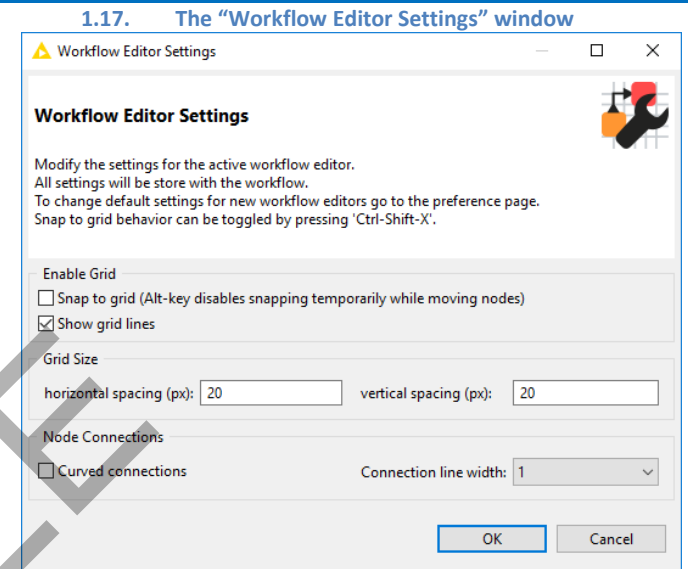 1.17. The “Workflow Editor Settings” window
Workflow Editor Settings
Workflow Editor Settings
Modify the settings for the active workflow editor.
All settings will be store with the workflow.
To change default settings for new workflow editors go to the preference page.
Snap to grid behavior can be toggled by pressing 'Ctrl-Shift-X'.
Enable Grid
Snap to grid (Alt-key disables snapping temporarily while moving nodes)
Show grid lines
Grid Size
horizontal spacing (px): 20 vertical spacing (px): 20
Node Connections
Curved connections Connection line width: 1
OK Cancel